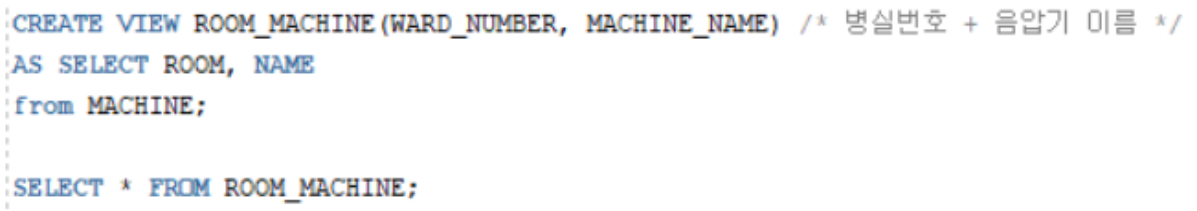 CREATE VIEW ROOM_MACHINE(WARD_NUMBER, MACHINE_NAME) /* 병실번호 + 음압기 이름 */
AS SELECT ROOM, NAME
from MACHINE;
SELECT * FROM ROOM_MACHINE;